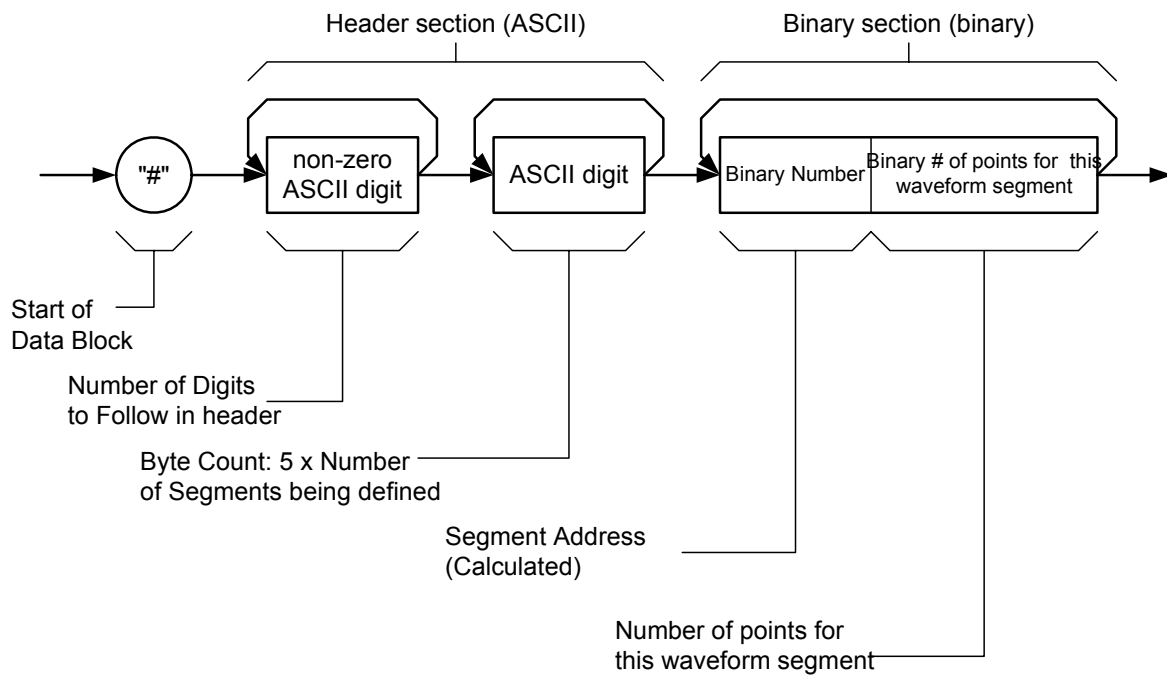 Header section (ASCII)
Binary section (binary)
"#"
non-zero
ASCII digit
ASCII digit
Binary Number
Binary # of points for this
waveform segment
Start of
Data Block
Number of Digits
to Follow in header
Byte Count: 5 x Number
of Segments being defined
Segment Address
(Calculated)
Number of points for
this waveform segment